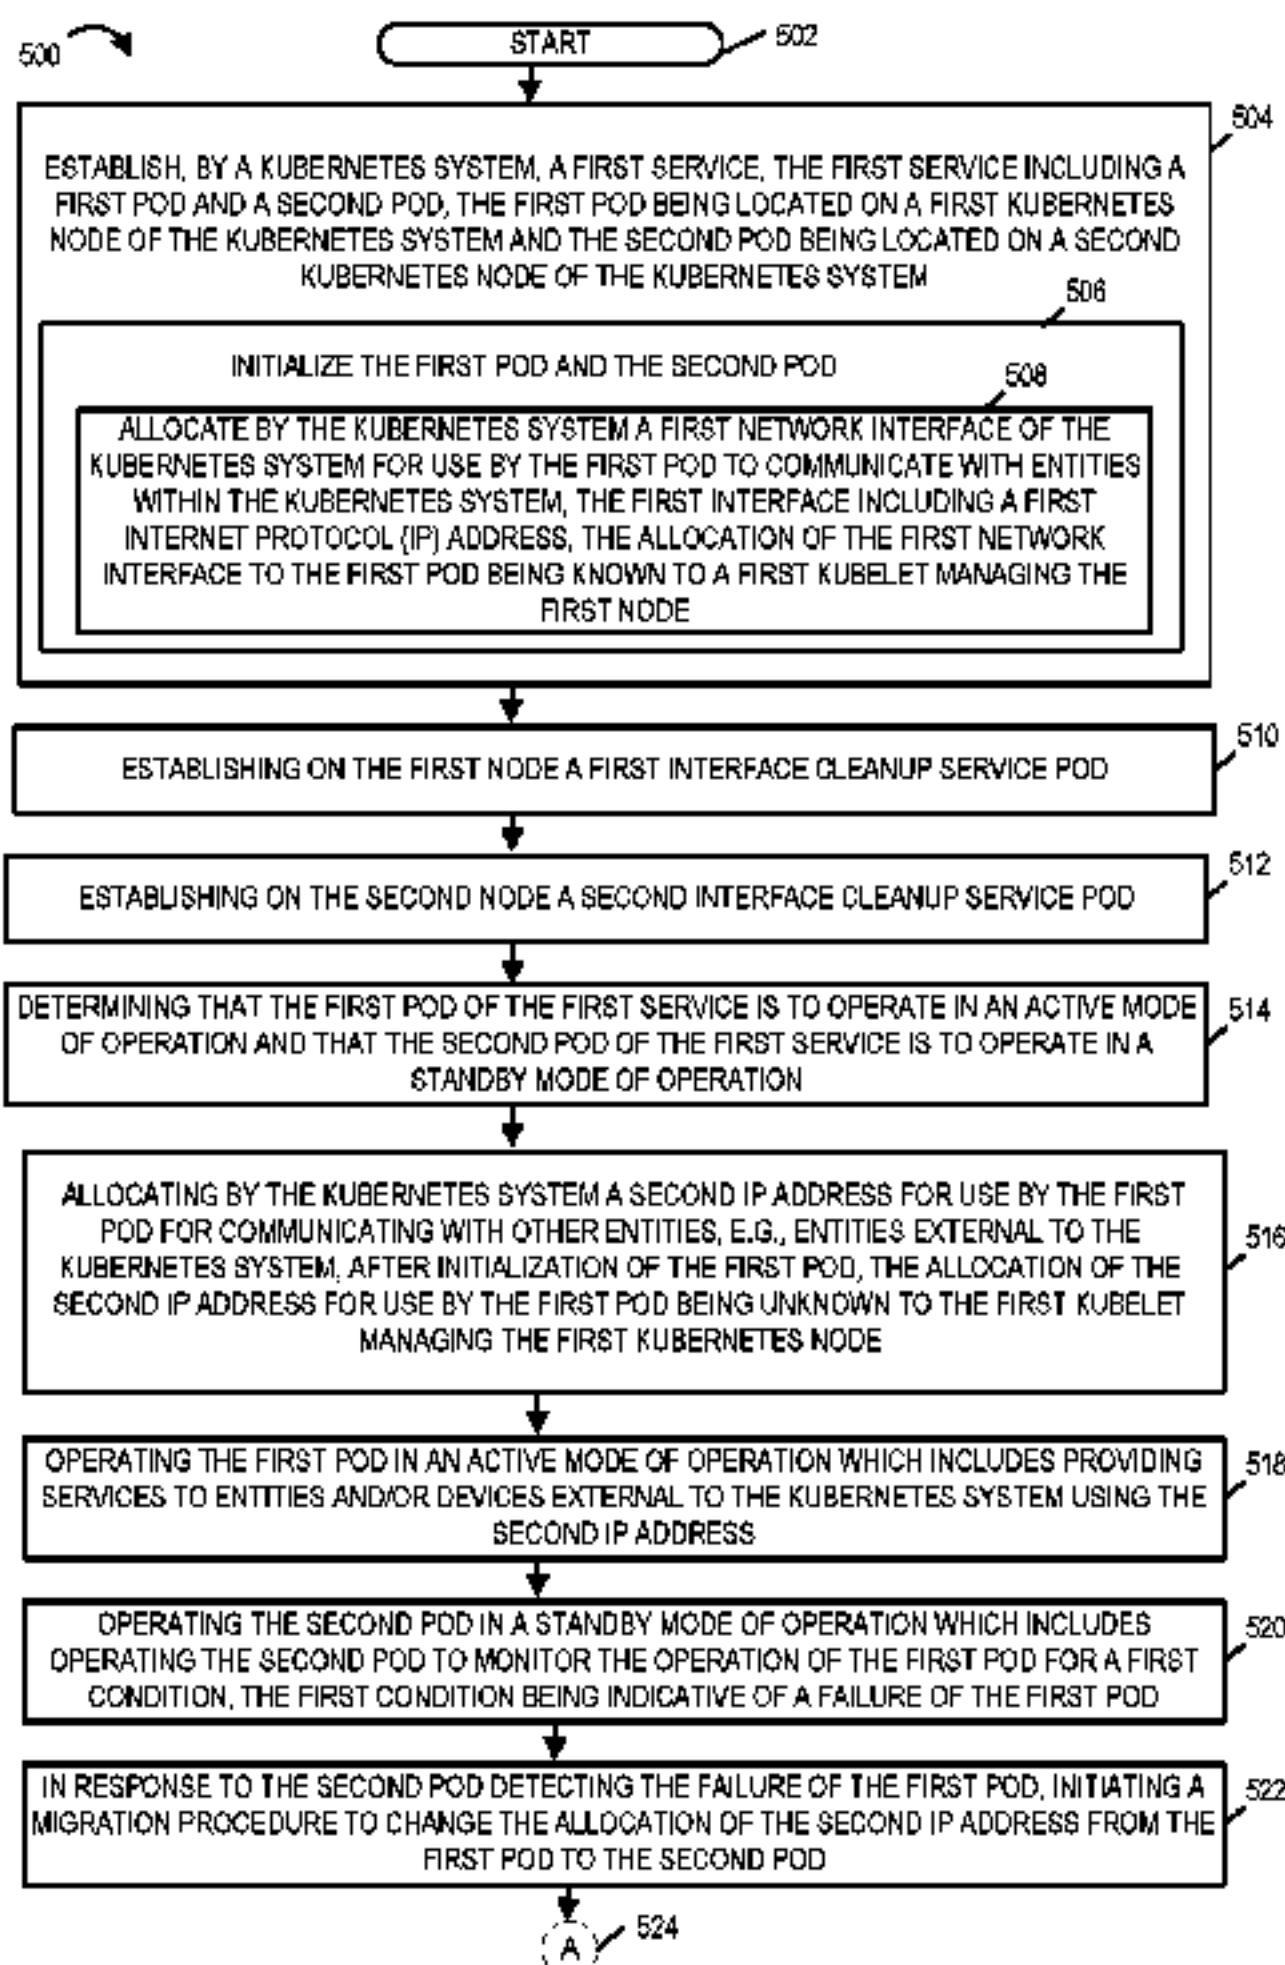 500
START
502
504
ESTABLISH, BY A KUBERNETES SYSTEM, A FIRST SERVICE, THE FIRST SERVICE INCLUDING A
FIRST POD AND A SECOND POD, THE FIRST POD BEING LOCATED ON A FIRST KUBERNETES
NODE OF THE KUBERNETES SYSTEM AND THE SECOND POD BEING LOCATED ON A SECOND
KUBERNETES NODE OF THE KUBERNETES SYSTEM
506
INITIALIZE THE FIRST POD AND THE SECOND POD
508
ALLOCATE BY THE KUBERNETES SYSTEM A FIRST NETWORK INTERFACE OF THE
KUBERNETES SYSTEM FOR USE BY THE FIRST POD TO COMMUNICATE WITH ENTITIES
WITHIN THE KUBERNETES SYSTEM, THE FIRST INTERFACE INCLUDING A FIRST
INTERNET PROTOCOL (IP) ADDRESS, THE ALLOCATION OF THE FIRST NETWORK
INTERFACE TO THE FIRST POD BEING KNOWN TO A FIRST KUBELET MANAGING THE
FIRST NODE
510
ESTABLISHING ON THE FIRST NODE A FIRST INTERFACE CLEANUP SERVICE POD
512
ESTABLISHING ON THE SECOND NODE A SECOND INTERFACE CLEANUP SERVICE POD
514
DETERMINING THAT THE FIRST POD OF THE FIRST SERVICE IS TO OPERATE IN AN ACTIVE MODE
OF OPERATION AND THAT THE SECOND POD OF THE FIRST SERVICE IS TO OPERATE IN A
STANDBY MODE OF OPERATION
516
ALLOCATING BY THE KUBERNETES SYSTEM A SECOND IP ADDRESS FOR USE BY THE FIRST
POD FOR COMMUNICATING WITH OTHER ENTITIES, E.G., ENTITIES EXTERNAL TO THE
KUBERNETES SYSTEM, AFTER INITIALIZATION OF THE FIRST POD, THE ALLOCATION OF THE
SECOND IP ADDRESS FOR USE BY THE FIRST POD BEING UNKNOWN TO THE FIRST KUBELET
MANAGING THE FIRST KUBERNETES NODE
518
OPERATING THE FIRST POD IN AN ACTIVE MODE OF OPERATION WHICH INCLUDES PROVIDING
SERVICES TO ENTITIES AND/OR DEVICES EXTERNAL TO THE KUBERNETES SYSTEM USING THE
SECOND IP ADDRESS
520
OPERATING THE SECOND POD IN A STANDBY MODE OF OPERATION WHICH INCLUDES
OPERATING THE SECOND POD TO MONITOR THE OPERATION OF THE FIRST POD FOR A FIRST
CONDITION, THE FIRST CONDITION BEING INDICATIVE OF A FAILURE OF THE FIRST POD
522
IN RESPONSE TO THE SECOND POD DETECTING THE FAILURE OF THE FIRST POD, INITIATING A
MIGRATION PROCEDURE TO CHANGE THE ALLOCATION OF THE SECOND IP ADDRESS FROM THE
FIRST POD TO THE SECOND POD
A
524